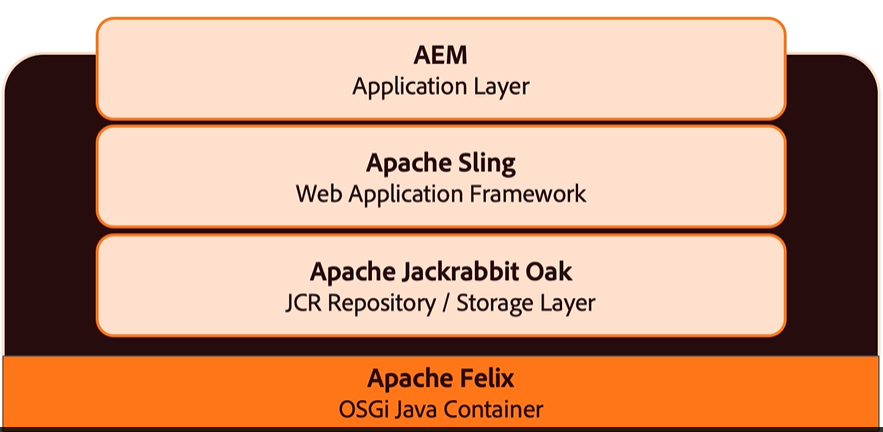 AEM
Application Layer
Apache Sling
Web Application Framework
Apache Jackrabbit Oak
JCR Repository / Storage Layer
Apache Felix
OSGi Java Container